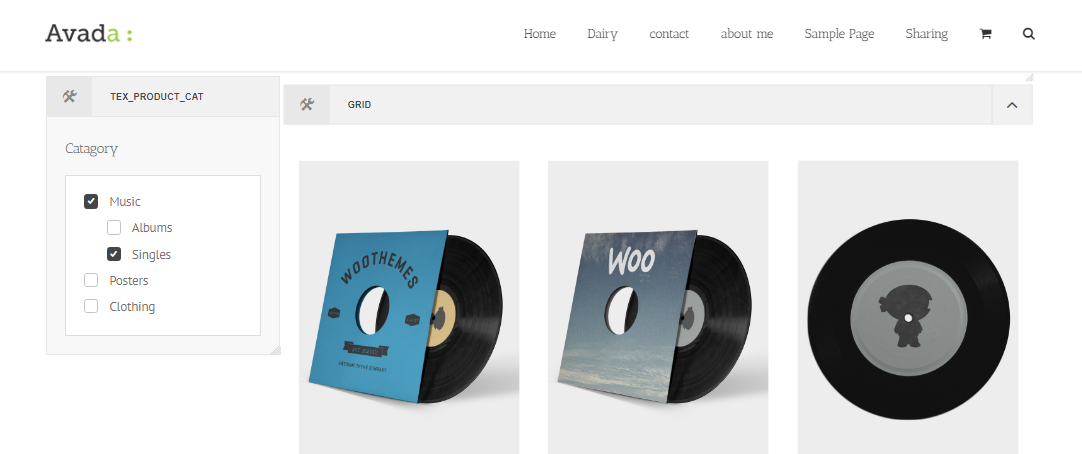 Avada :
Home Dairy contact about me Sample Page Sharing
TEX_PRODUCT_CAT
GRID
Catagory
Music
Albums
Singles
Posters
Clothing
WOOTHEMES
WOO